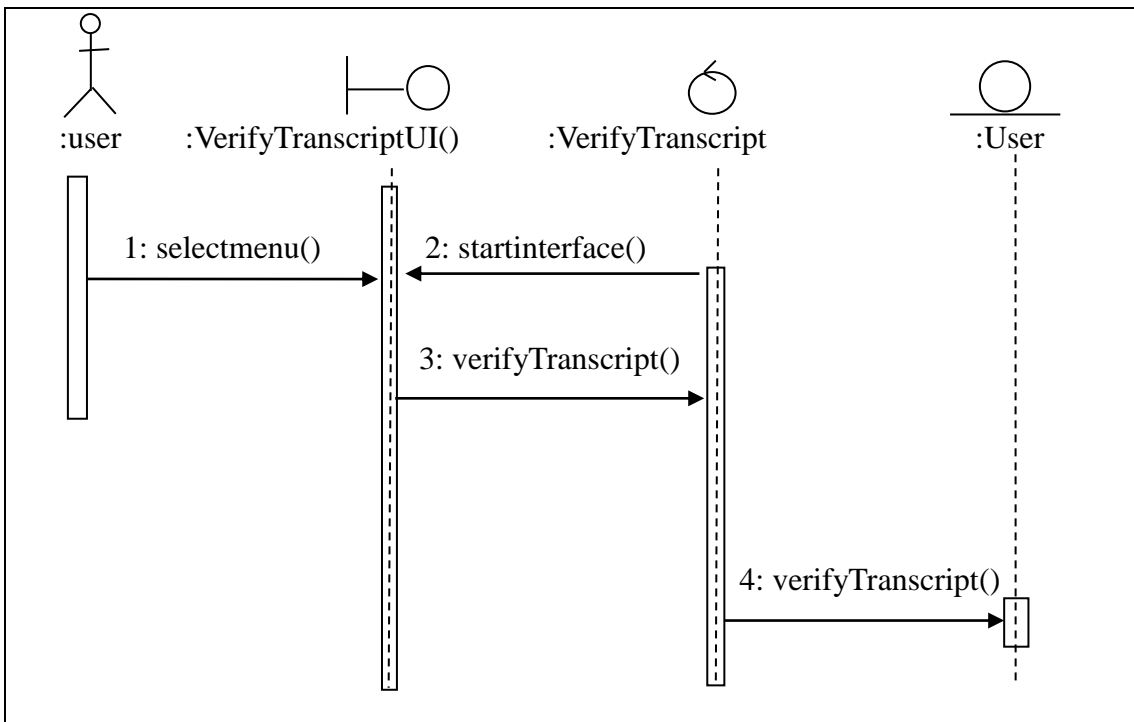 :user
:VerifyTranscriptUI()
:VerifyTranscript
:User
1: selectmenu()
2: startinterface()
3: verifyTranscript()
4: verifyTranscript()